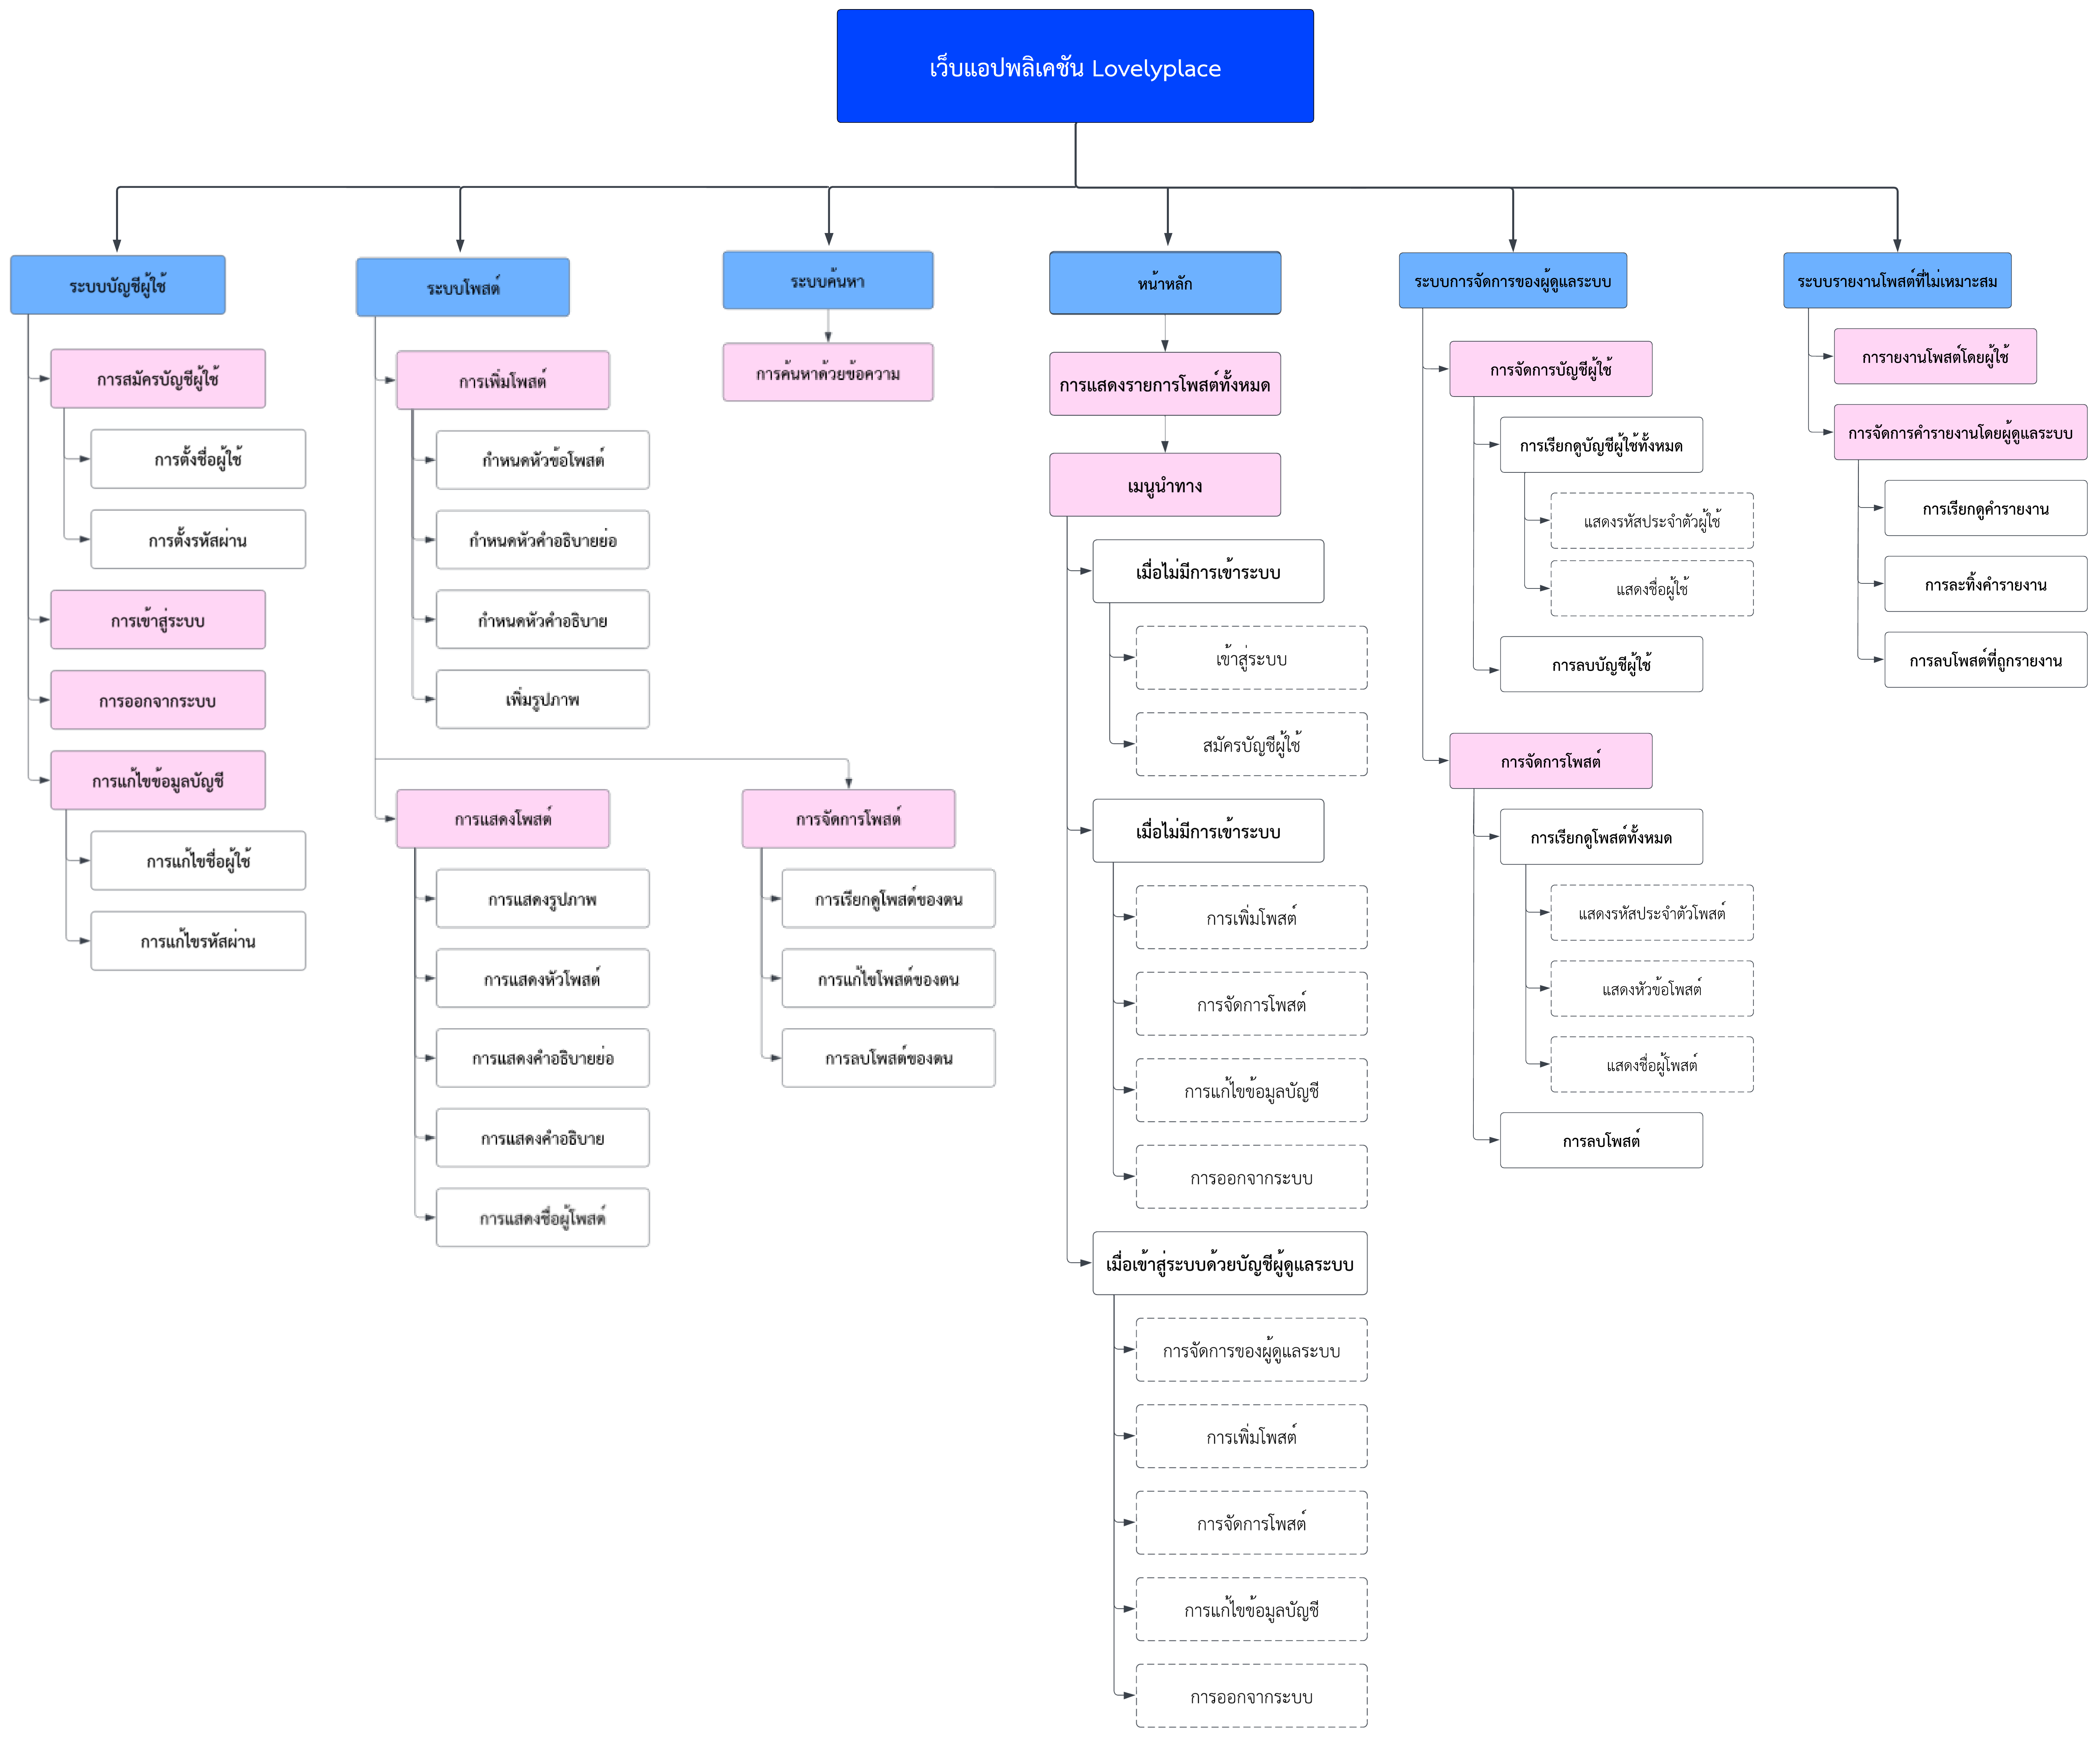 เว็บแอปพลิเคชัน Lovelyplace
ระบบบัญชีผู้ใช้
การสมัครบัญชีผู้ใช้
การตั้งชื่อผู้ใช้
การตั้งรหัสผ่าน
การเข้าสู่ระบบ
การออกจากระบบ
การแก้ไขข้อมูลบัญชี
การแก้ไขชื่อผู้ใช้
การแก้ไขรหัสผ่าน
ระบบโพสต์
การเพิ่มโพสต์
กำหนดหัวข้อโพสต์
กำหนดหัวคำอธิบายย่อ
กำหนดหัวคำอธิบาย
เพิ่มรูปภาพ
การแสดงโพสต์
การแสดงรูปภาพ
การแสดงหัวโพสต์
การแสดงคำอธิบายย่อ
การแสดงคำอธิบาย
การแสดงชื่อผู้โพสต์
การจัดการโพสต์
การเรียกดูโพสต์ของตน
การแก้ไขโพสต์ของตน
การลบโพสต์ของตน
ระบบค้นหา
การค้นหาด้วยข้อความ
หน้าหลัก
การแสดงรายการโพสต์ทั้งหมด
เมนูนำทาง
เมื่อไม่มีการเข้าระบบ
เข้าสู่ระบบ
สมัครบัญชีผู้ใช้
เมื่อไม่มีการเข้าระบบ
การเพิ่มโพสต์
การจัดการโพสต์
การแก้ไขข้อมูลบัญชี
การออกจากระบบ
เมื่อเข้าสู่ระบบด้วยบัญชีผู้ดูแลระบบ
การจัดการของผู้ดูแลระบบ
การเพิ่มโพสต์
การจัดการโพสต์
การแก้ไขข้อมูลบัญชี
การออกจากระบบ
ระบบการจัดการของผู้ดูแลระบบ
การจัดการบัญชีผู้ใช้
การเรียกดูบัญชีผู้ใช้ทั้งหมด
แสดงรหัสประจำตัวผู้ใช้
แสดงชื่อผู้ใช้
การลบบัญชีผู้ใช้
การจัดการโพสต์
การเรียกดูโพสต์ทั้งหมด
แสดงรหัสประจำตัวโพสต์
แสดงหัวข้อโพสต์
แสดงชื่อผู้โพสต์
การลบโพสต์
ระบบรายงานโพสต์ที่ไม่เหมาะสม
การายงานโพสต์โดยผู้ใช้
การจัดการคำรายงานโดยผู้ดูแลระบบ
การเรียกดูคำรายงาน
การละทิ้งคำรายงาน
การลบโพสต์ที่ถูกรายงาน